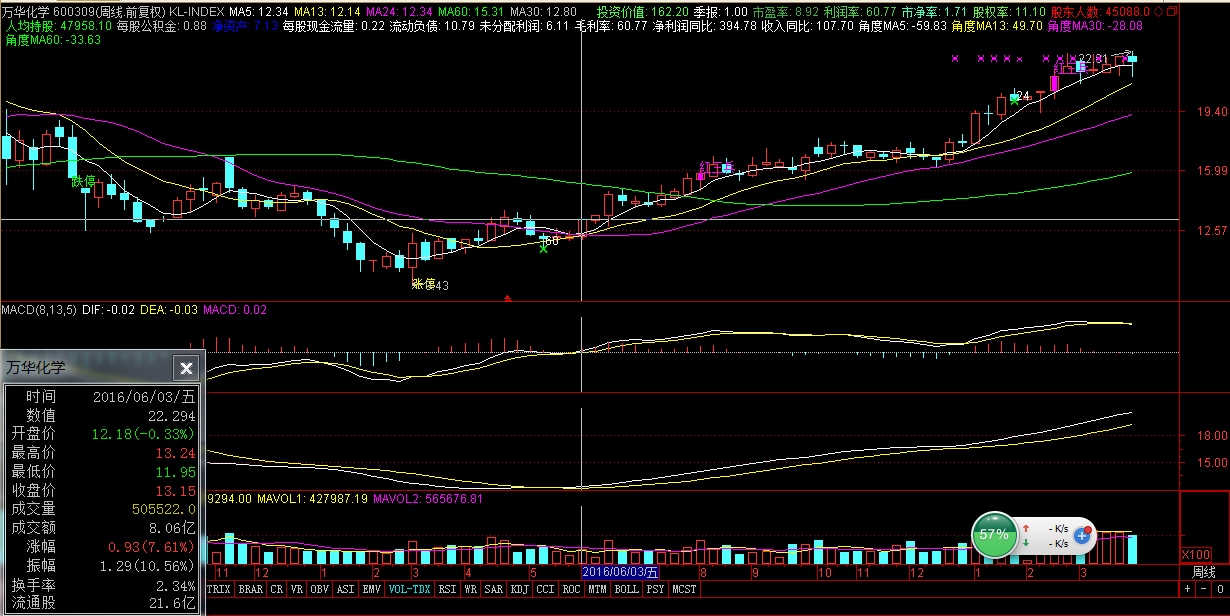 万华化学 600309(周线.前复权) KL-INDEX MA5: 12.34 MA13: 12.14 MA24: 12.34 MA60: 15.31 MA30: 12.80 投资价值: 162.20 季报: 1.00 市盈率: 8.92 利润率: 60.77 市净率: 1.71 股权率: 11.10 股东人数: 45088.0
人均持股: 47958.10 每股公积金: 0.88 净资产: 7.13 每股现金流量: 0.22 流动负债: 10.79 未分配利润: 6.11 毛利率: 60.77 净利润同比: 394.78 收入同比: 107.70 角度MA5: -59.83 角度MA13: 49.70 角度MA30: -28.08
角度MA60: -33.63
22.81
24
19.40
跌停
15.99
60
12.57
涨停
43
MACD(8,13,5) DIF: -0.02 DEA: -0.03 MACD: 0.02
万华化学
时间 2016/06/03/五
数值 22.294
开盘价 12.18(-0.33%)
最高价 13.24
最低价 11.95
收盘价 13.15
成交量 505522.0
成交额 8.06亿
涨幅 0.93(7.61%)
振幅 1.29(10.56%)
换手率 2.34%
流通股 21.6亿
18.00
15.00
9294.00 MAVOL1: 427987.19 MAVOL2: 565676.81
57%
- K/s
- K/s
X100
11 12 1 2 3 4 5 2016/06/03/五 8 9 10 11 12 1 2 3 周线
TRIX BRAR CR VR OBV ASI EMV VOL-TDX RSI WR SAR KDJ CCI ROC MTM BOLL PSY MCST + - 0